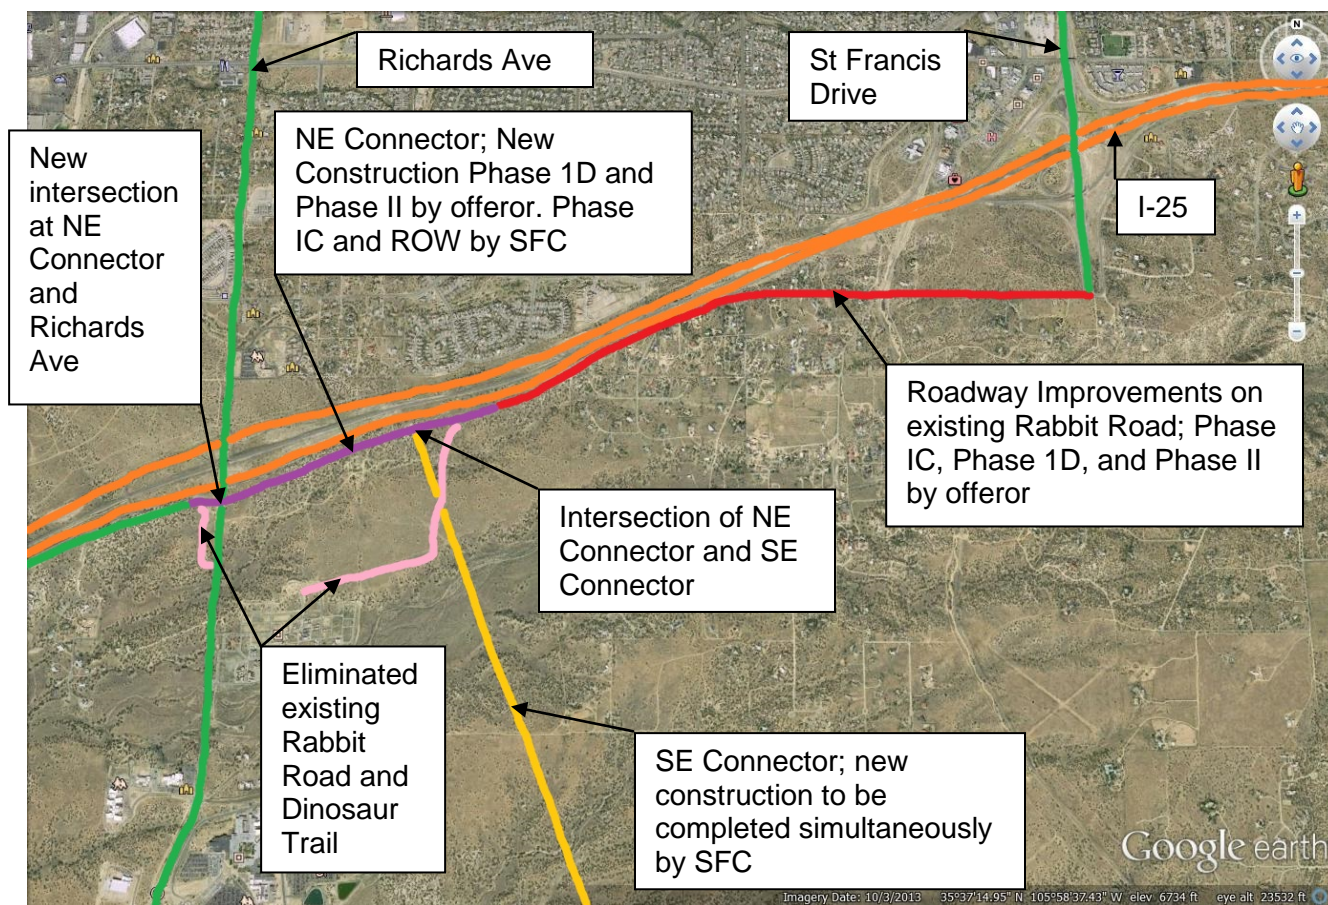 Richards Ave
St Francis
Drive
N
New
intersection
at NE
Connector
and
Richards
Ave
NE Connector; New
Construction Phase 1D and
Phase II by offeror. Phase
IC and ROW by SFC
I-25
Roadway Improvements on
existing Rabbit Road; Phase
IC, Phase 1D, and Phase II
by offeror
Intersection of NE
Connector and SE
Connector
Eliminated
existing
Rabbit
Road and
Dinosaur
Trail
SE Connector; new
construction to be
completed simultaneously
by SFC
Google earth
Imagery Date: 10/3/2013 35°37'14.95" N 105°58'37.43" W elev 6734 ft eye alt 23532 ft